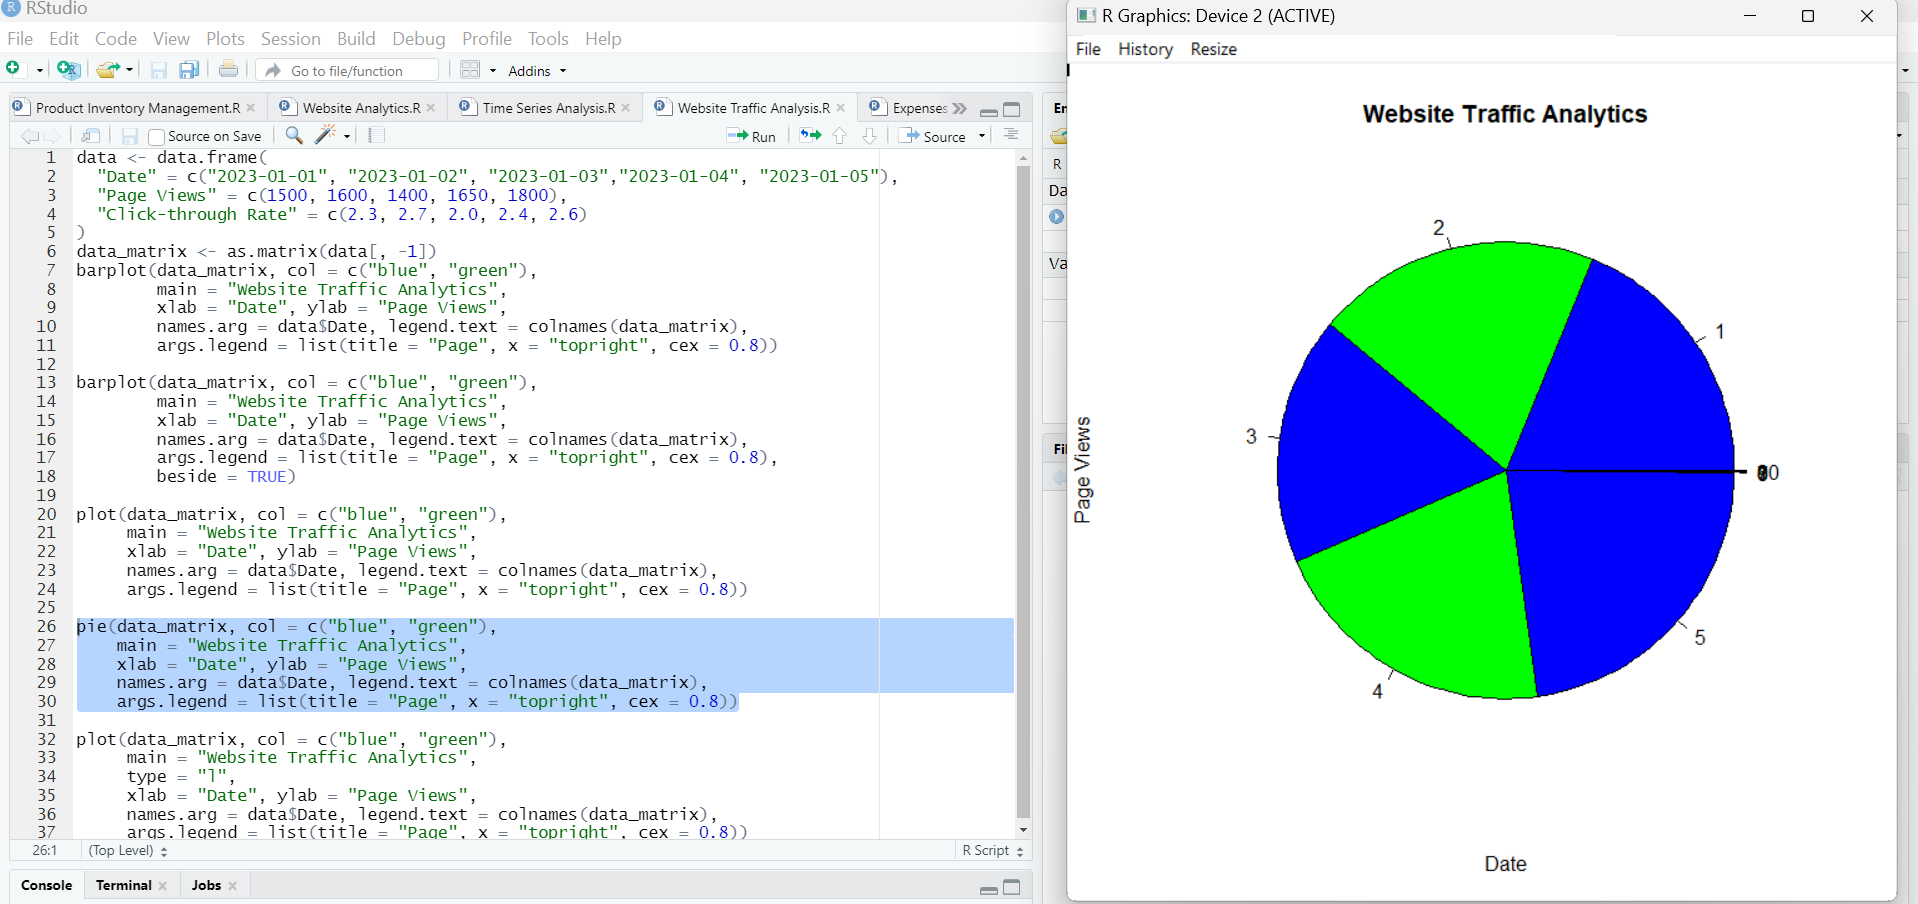 RStudio
File Edit Code View Plots Session Build Debug Profile Tools Help
Go to file/function Addins
Product Inventory Management.R Website Analytics.R Time Series Analysis.R Website Traffic Analysis.R Expenses
Source on Save Run Source
1 data <- data.frame(
2 "Date" = c("2023-01-01", "2023-01-02", "2023-01-03","2023-01-04", "2023-01-05"),
3 "Page Views" = c(1500, 1600, 1400, 1650, 1800),
4 "Click-through Rate" = c(2.3, 2.7, 2.0, 2.4, 2.6)
5 )
6 data_matrix <- as.matrix(data[, -1])
7 barplot(data_matrix, col = c("blue", "green"),
8 main = "Website Traffic Analytics",
9 xlab = "Date", ylab = "Page Views",
10 names.arg = data$Date, legend.text = colnames(data_matrix),
11 args.legend = list(title = "Page", x = "topright", cex = 0.8))
12
13 barplot(data_matrix, col = c("blue", "green"),
14 main = "Website Traffic Analytics",
15 xlab = "Date", ylab = "Page Views",
16 names.arg = data$Date, legend.text = colnames(data_matrix),
17 args.legend = list(title = "Page", x = "topright", cex = 0.8),
18 beside = TRUE)
19
20 plot(data_matrix, col = c("blue", "green"),
21 main = "Website Traffic Analytics",
22 xlab = "Date", ylab = "Page Views",
23 names.arg = data$Date, legend.text = colnames(data_matrix),
24 args.legend = list(title = "Page", x = "topright", cex = 0.8))
25
26 pie(data_matrix, col = c("blue", "green"),
27 main = "Website Traffic Analytics",
28 xlab = "Date", ylab = "Page Views",
29 names.arg = data$Date, legend.text = colnames(data_matrix),
30 args.legend = list(title = "Page", x = "topright", cex = 0.8))
31
32 plot(data_matrix, col = c("blue", "green"),
33 main = "Website Traffic Analytics",
34 type = "l",
35 xlab = "Date", ylab = "Page Views",
36 names.arg = data$Date, legend.text = colnames(data_matrix),
37 args.legend = list(title = "Page", x = "topright", cex = 0.8))
26:1 (Top Level) R Script
Console Terminal Jobs
En
R
Da
Va
Fil
R Graphics: Device 2 (ACTIVE)
File History Resize
Website Traffic Analytics
2
1
3
5
4
Page Views
Date